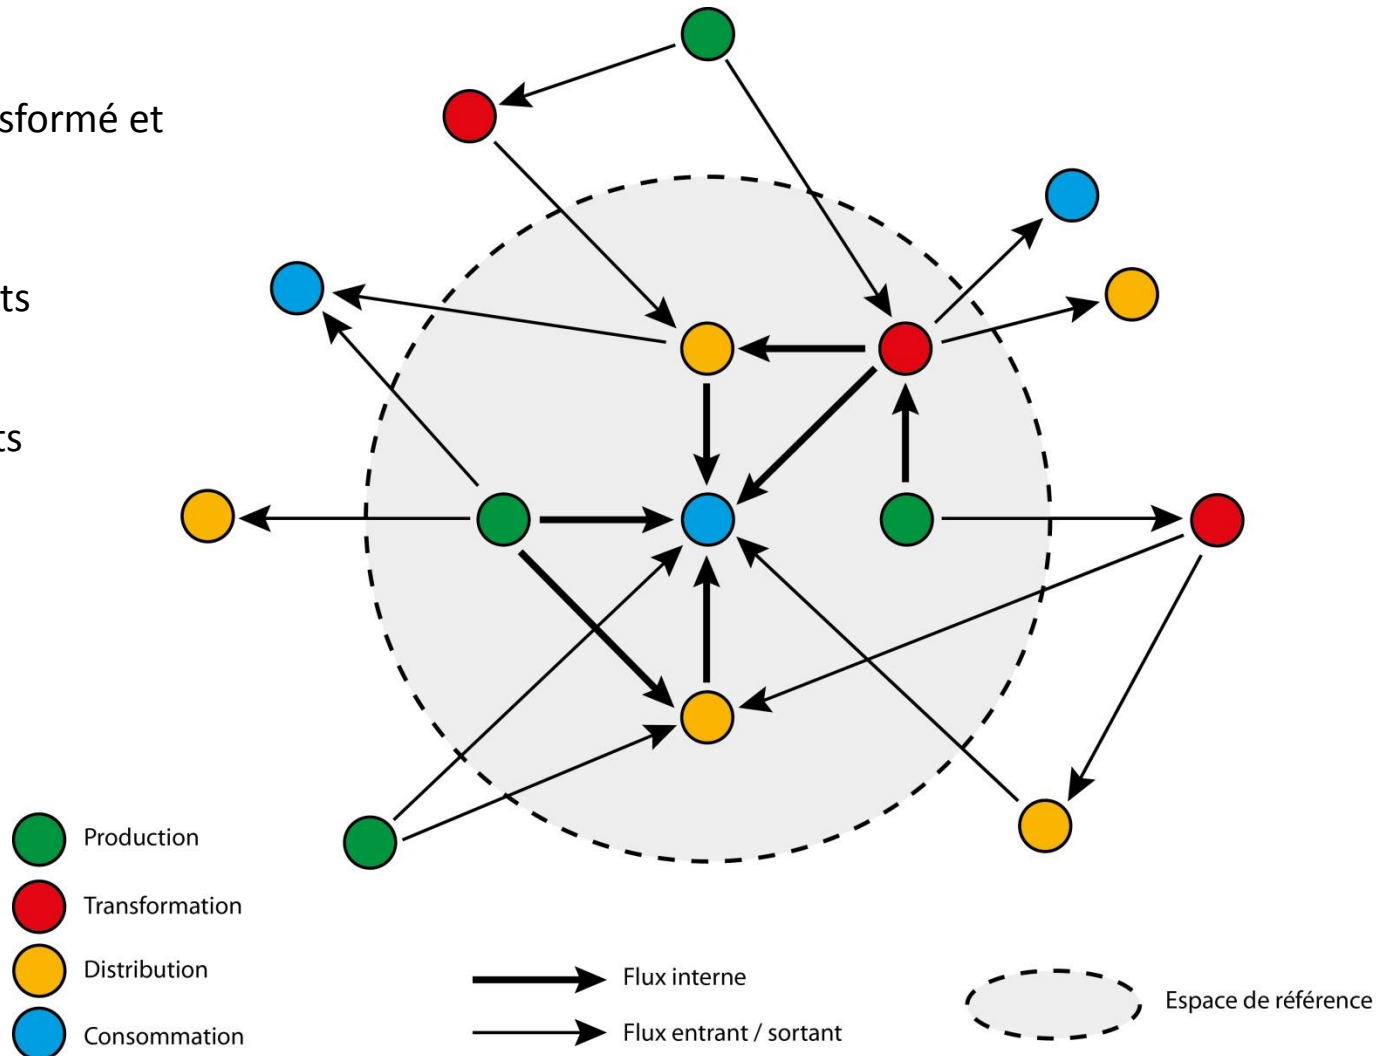 sformé et
ts
ts
Production
Transformation
Distribution
Consommation
Flux interne
Flux entrant / sortant
Espace de référence